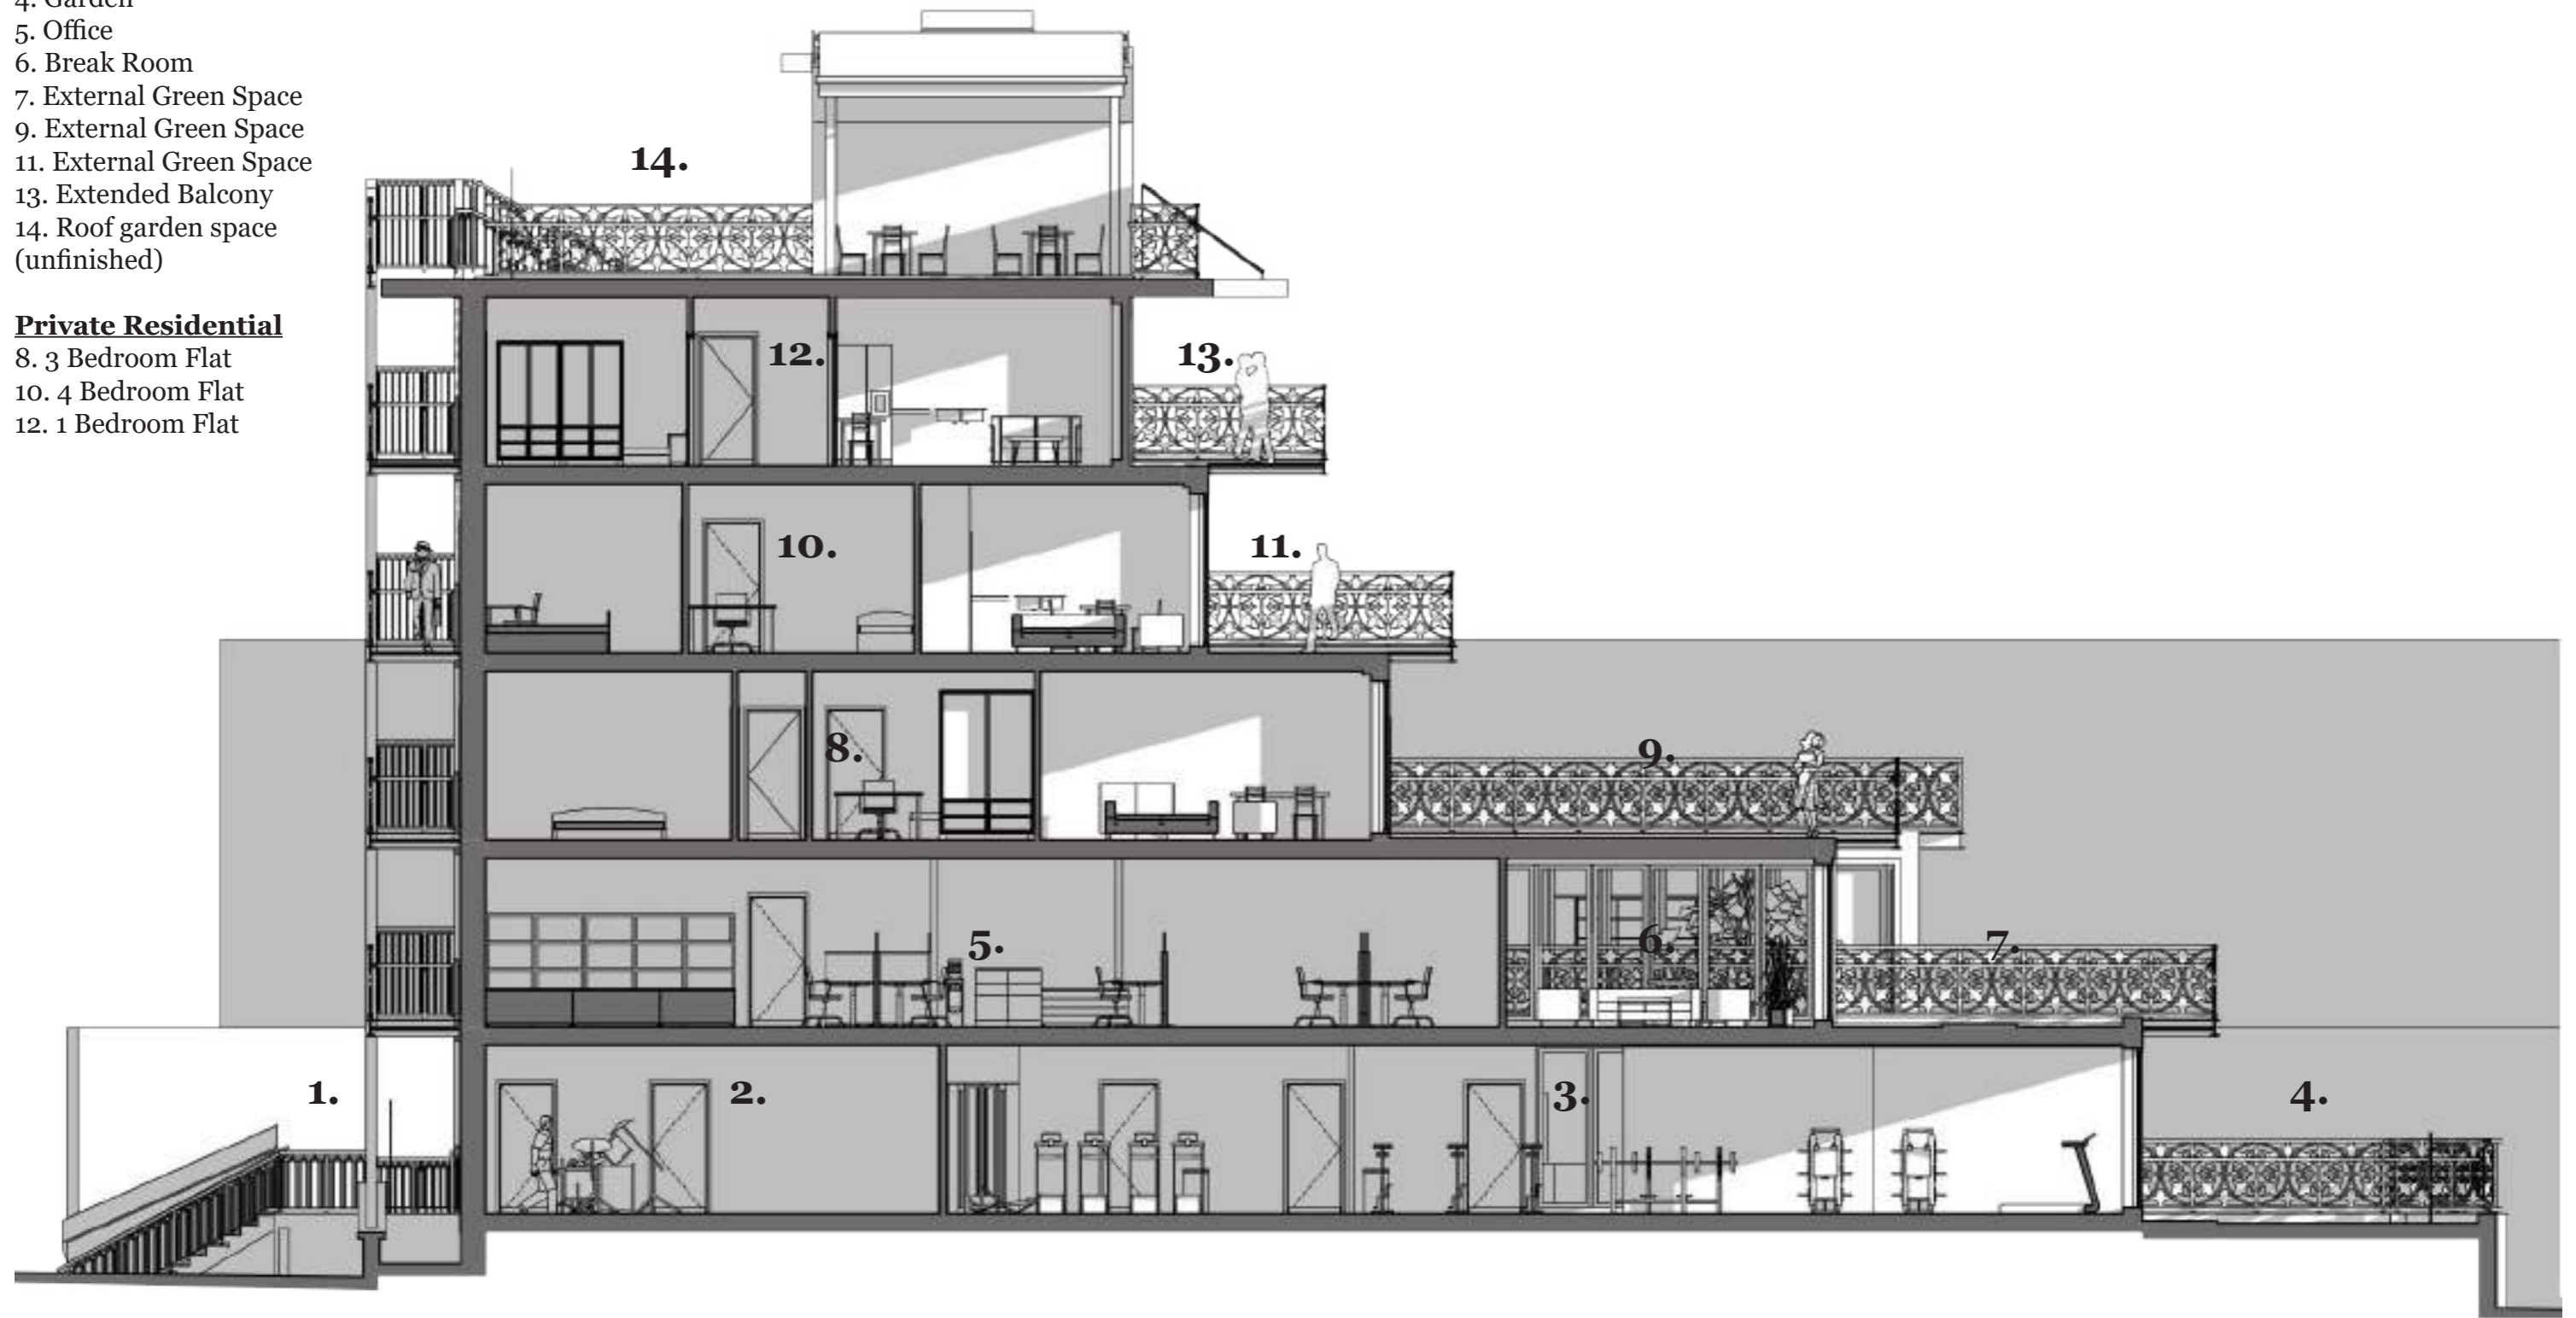 4. Garden
5. Office
6. Break Room
7. External Green Space
9. External Green Space
11. External Green Space
13. Extended Balcony
14. Roof garden space
(unfinished)
Private Residential
8. 3 Bedroom Flat
10. 4 Bedroom Flat
12. 1 Bedroom Flat
14.
12.
13.
10.
11.
8.
9.
5.
6.
7.
1.
2.
3.
4.